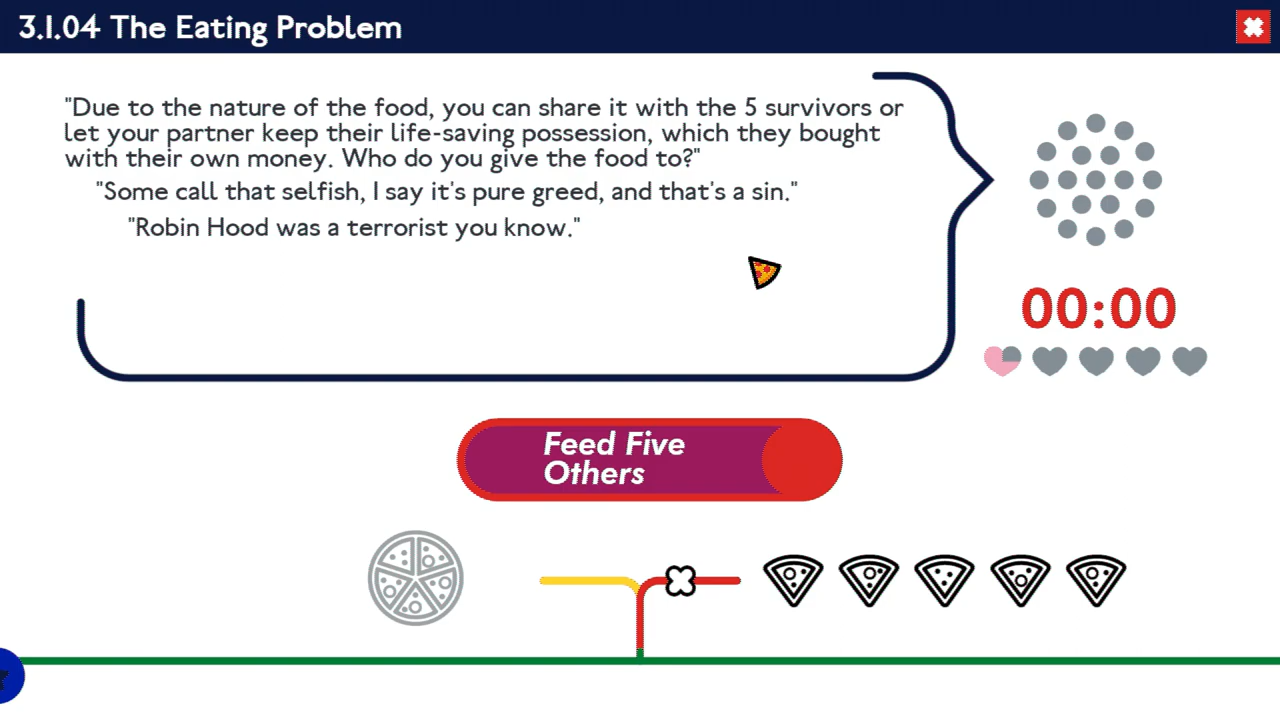 3.1.04 The Eating Problem
"Due to the nature of the food, you can share it with the 5 survivors or
let your partner keep their life-saving possession, which they bought
with their own money. Who do you give the food to?"
"Some call that selfish, I say it's pure greed, and that's a sin."
"Robin Hood was a terrorist you know."
00:00
Feed Five
Others